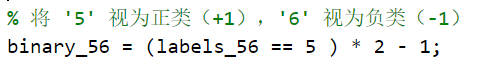 % 将 '5' 视为正类（+1），'6' 视为负类（-1）
binary_56 = (labels_56 == 5 ) * 2 - 1;